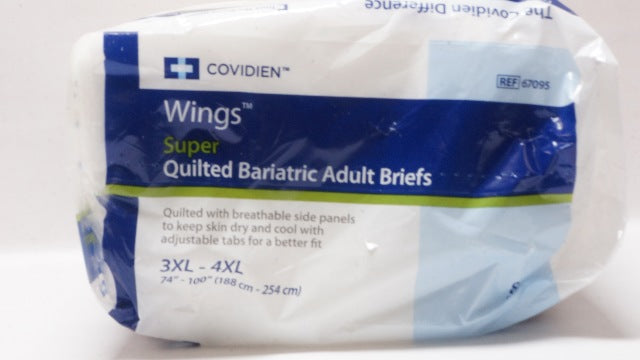 The Covidien Difference
COVIDIEN™
REF 67095
Wings™
Super
Quilted Bariatric Adult Briefs
Quilted with breathable side panels
to keep skin dry and cool with
adjustable tabs for a better fit
3XL - 4XL
74" - 100" (188 cm - 254 cm)